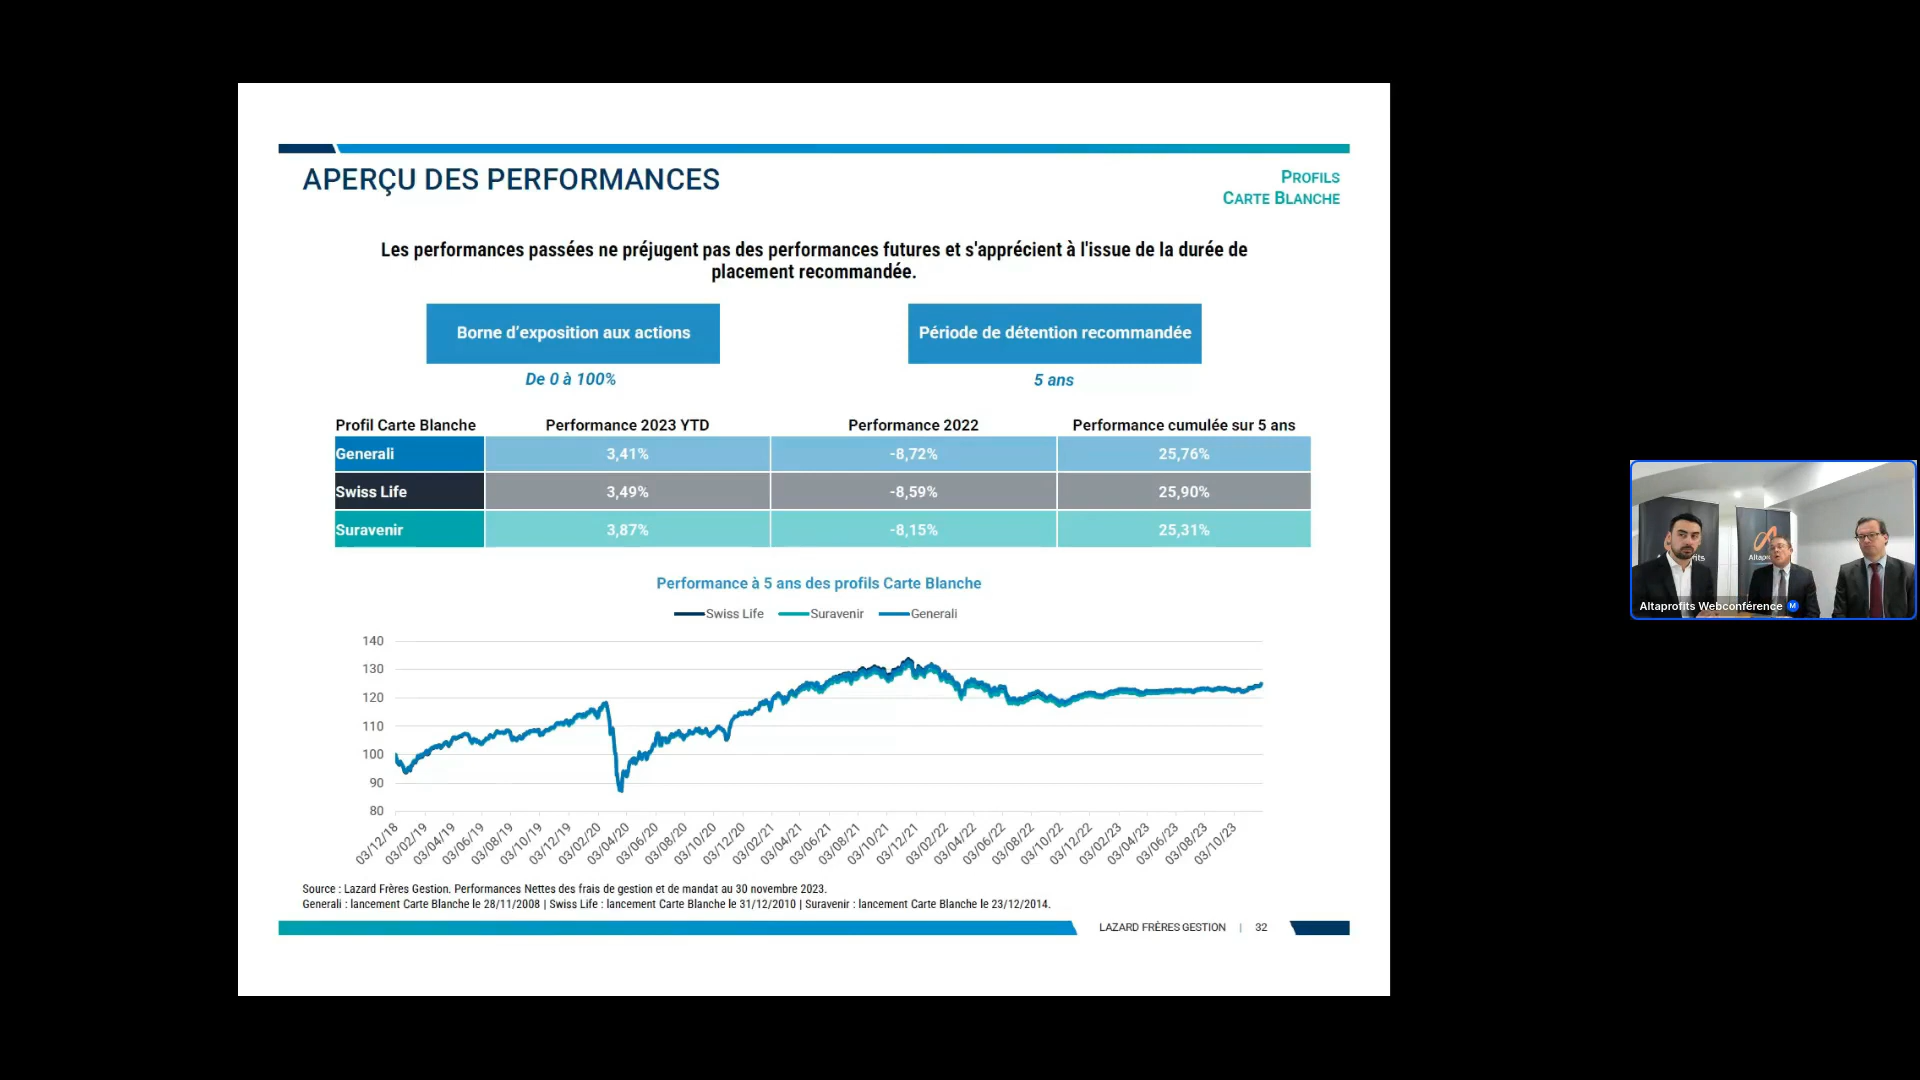 APERÇU DES PERFORMANCES
PROFILS
CARTE BLANCHE
Les performances passées ne préjugent pas des performances futures et s'apprécient à l'issue de la durée de
placement recommandée.
Borne d’exposition aux actions
Période de détention recommandée
De 0 à 100%
5 ans
Profil Carte Blanche Performance 2023 YTD Performance 2022 Performance cumulée sur 5 ans
Generali 3,41% -8,72% 25,76%
Swiss Life 3,49% -8,59% 25,90%
Suravenir 3,87% -8,15% 25,31%
Performance à 5 ans des profils Carte Blanche
Swiss Life Suravenir Generali
140
130
120
110
100
90
80
03/12/18 03/02/19 03/04/19 03/06/19 03/08/19 03/10/19 03/12/19 03/02/20 03/04/20 03/06/20 03/08/20 03/10/20 03/12/20 03/02/21 03/04/21 03/06/21 03/08/21 03/10/21 03/12/21 03/02/22 03/04/22 03/06/22 03/08/22 03/10/22 03/12/22 03/02/23 03/04/23 03/06/23 03/08/23 03/10/23
Source : Lazard Frères Gestion. Performances Nettes des frais de gestion et de mandat au 30 novembre 2023.
Generali : lancement Carte Blanche le 28/11/2008 | Swiss Life : lancement Carte Blanche le 31/12/2010 | Suravenir : lancement Carte Blanche le 23/12/2014.
LAZARD FRÈRES GESTION | 32
Altaprofits Webconférence M